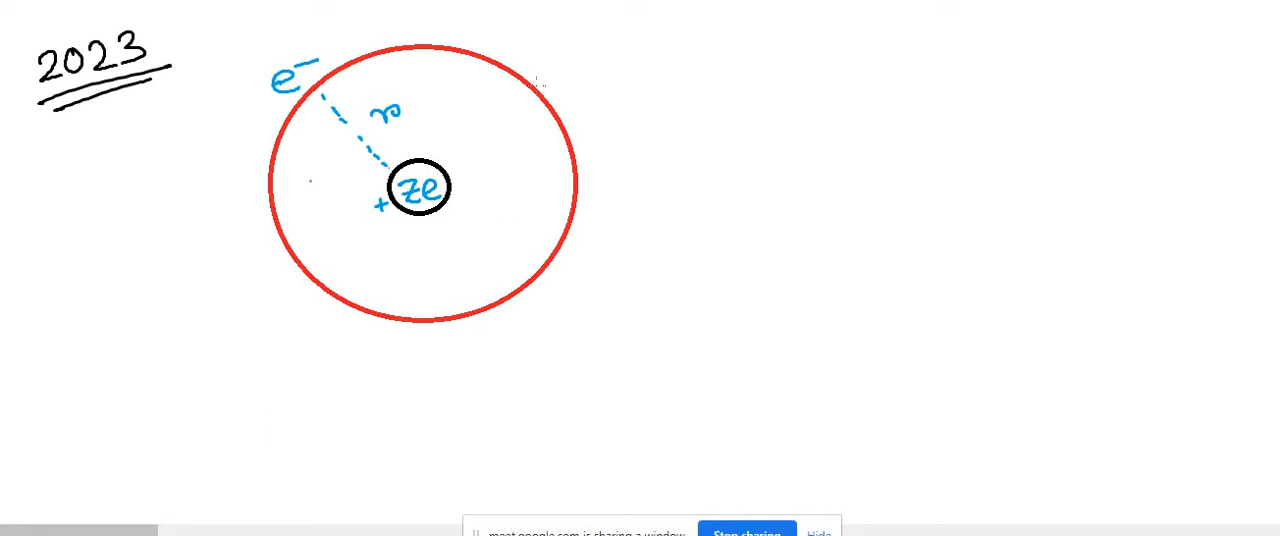 2023
e⁻
r
+ ze
meet.google.com is sharing a window.
Stop sharing
Hide